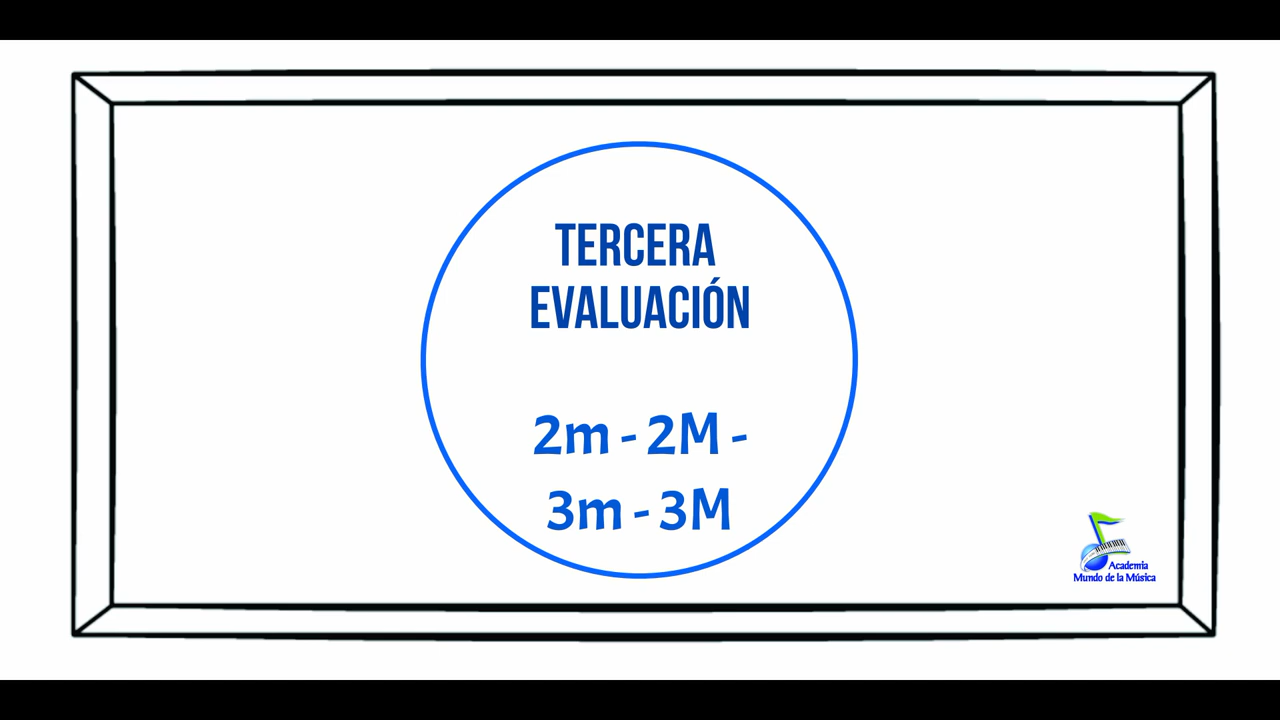 TERCERA
EVALUACIÓN
2m - 2M -
3m - 3M
Academia
Mundo de la Música